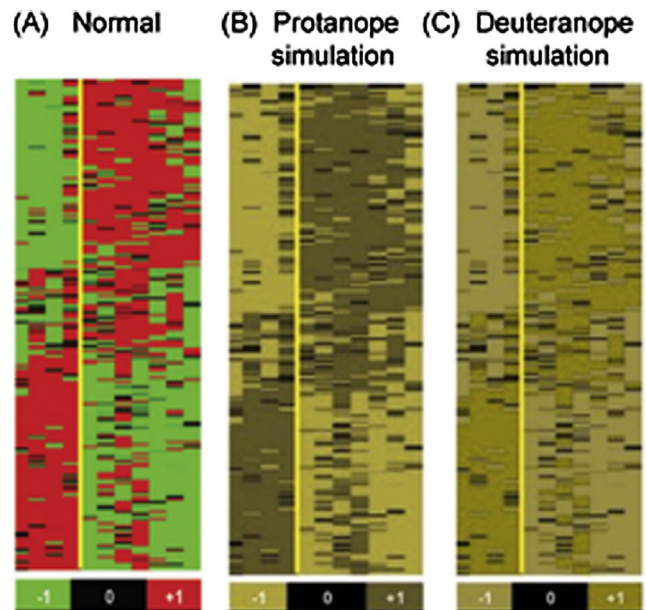 (A) Normal
(B) Protanope
simulation
(C) Deuteranope
simulation
-1 0 +1
-1 0 +1
-1 0 +1